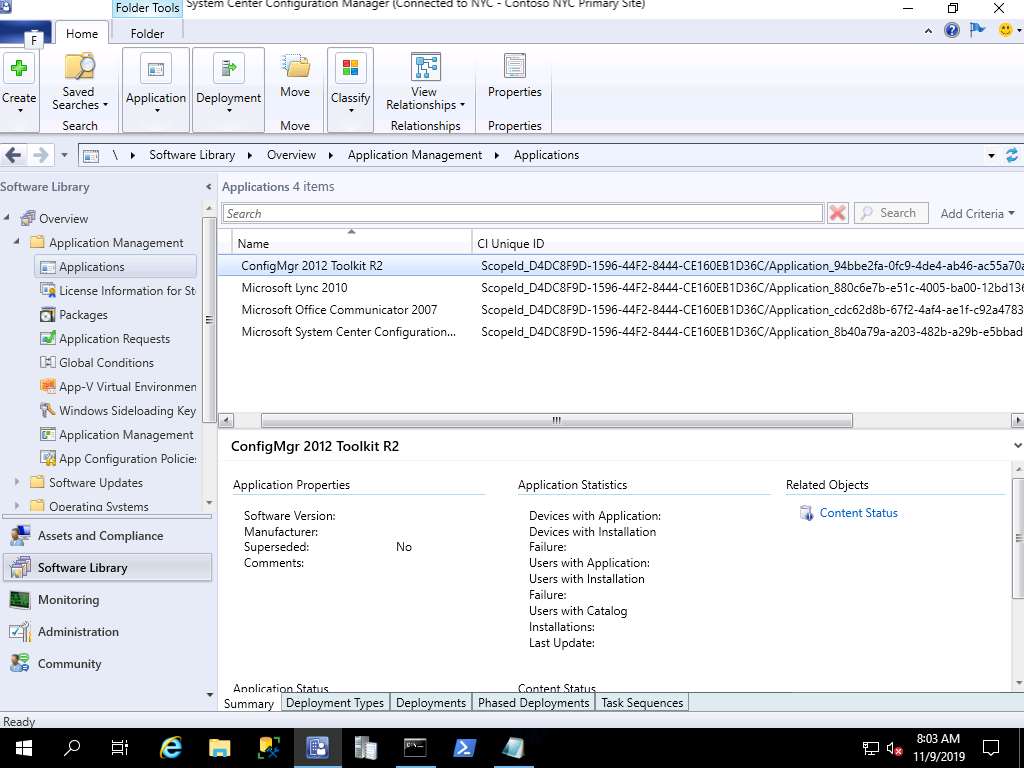 Folder Tools
System Center Configuration Manager (Connected to NYC - Contoso NYC Primary Site)
F
Home
Folder
Create
Saved Searches
Search
Application
Deployment
Move
Move
Classify
View Relationships
Relationships
Properties
Properties
\ Software Library Overview Application Management Applications
Software Library
Applications 4 items
Search
Search
Add Criteria
Overview
Application Management
Applications
License Information for St
Packages
Application Requests
Global Conditions
App-V Virtual Environmen
Windows Sideloading Key
Application Management
App Configuration Policie
Software Updates
Operating Systems
Assets and Compliance
Software Library
Monitoring
Administration
Community
Name CI Unique ID
ConfigMgr 2012 Toolkit R2 ScopeId_D4DC8F9D-1596-44F2-8444-CE160EB1D36C/Application_94bbe2fa-0fc9-4de4-ab46-ac55a70a
Microsoft Lync 2010 ScopeId_D4DC8F9D-1596-44F2-8444-CE160EB1D36C/Application_880c6e7b-e51c-4005-ba00-12bd136
Microsoft Office Communicator 2007 ScopeId_D4DC8F9D-1596-44F2-8444-CE160EB1D36C/Application_cdc62d8b-67f2-4af4-ae1f-c92a4783
Microsoft System Center Configuration... ScopeId_D4DC8F9D-1596-44F2-8444-CE160EB1D36C/Application_8b40a79a-a203-482b-a29b-e5bbad
ConfigMgr 2012 Toolkit R2
Application Properties
Software Version:
Manufacturer:
Superseded: No
Comments:
Application Statistics
Devices with Application:
Devices with Installation
Failure:
Users with Application:
Users with Installation
Failure:
Users with Catalog
Installations:
Last Update:
Related Objects
Content Status
Application Status
Content Status
Summary
Deployment Types
Deployments
Phased Deployments
Task Sequences
Ready
8:03 AM
11/9/2019